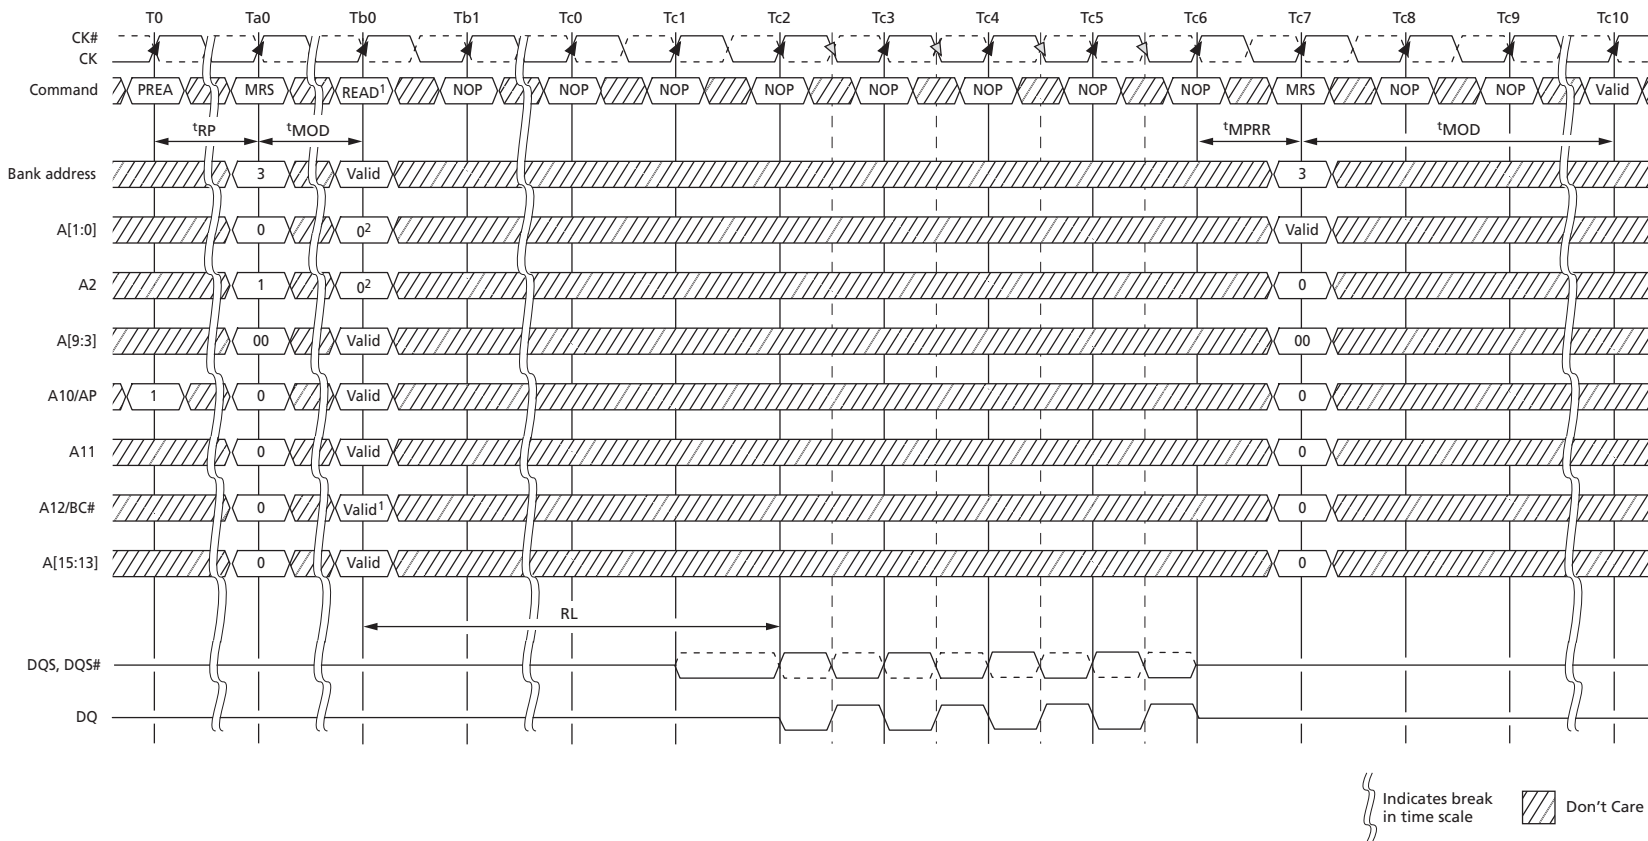 T0 Ta0 Tb0 Tb1 Tc0 Tc1 Tc2 Tc3 Tc4 Tc5 Tc6 Tc7 Tc8 Tc9 Tc10
CK#
CK
Command PREA MRS READ1 NOP NOP NOP NOP NOP NOP NOP NOP MRS NOP NOP Valid
tRP tMOD tMPRR tMOD
Bank address 3 Valid 3
A[1:0] 0 02 Valid
A2 1 02 0
A[9:3] 00 Valid 00
A10/AP 1 0 Valid 0
A11 0 Valid 0
A12/BC# 0 Valid1 0
A[15:13] 0 Valid 0
RL
DQS, DQS#
DQ
Indicates break
in time scale
Don't Care